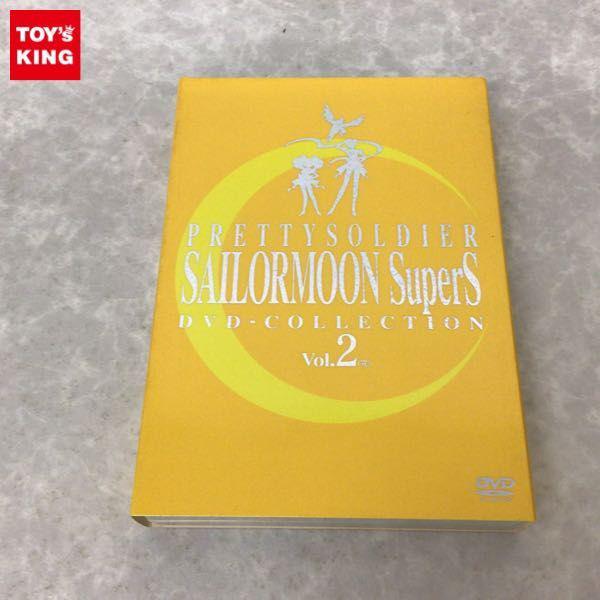 TOY's
KING
PRETTYSOLDIER
SAILORMOON SuperS
DVD-COLLECTION
Vol.2
DVD